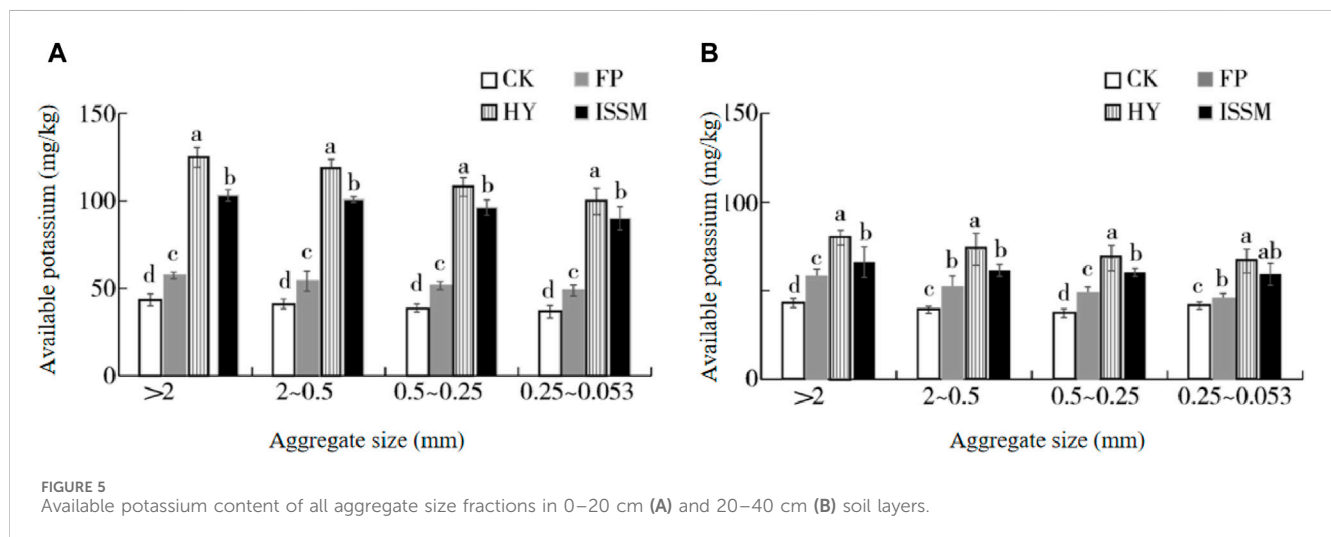 A
CK FP
HY ISSM
Available potassium (mg/kg)
150
100
50
0
d c a b
d c a b
d c a b
d c a b
>2 2~0.5 0.5~0.25 0.25~0.053
Aggregate size (mm)
B
CK FP
HY ISSM
Available potassium (mg/kg)
150
100
50
0
d c a b
c b a b
d c a b
c b a ab
>2 2~0.5 0.5~0.25 0.25~0.053
Aggregate size (mm)
FIGURE 5
Available potassium content of all aggregate size fractions in 0–20 cm (A) and 20–40 cm (B) soil layers.